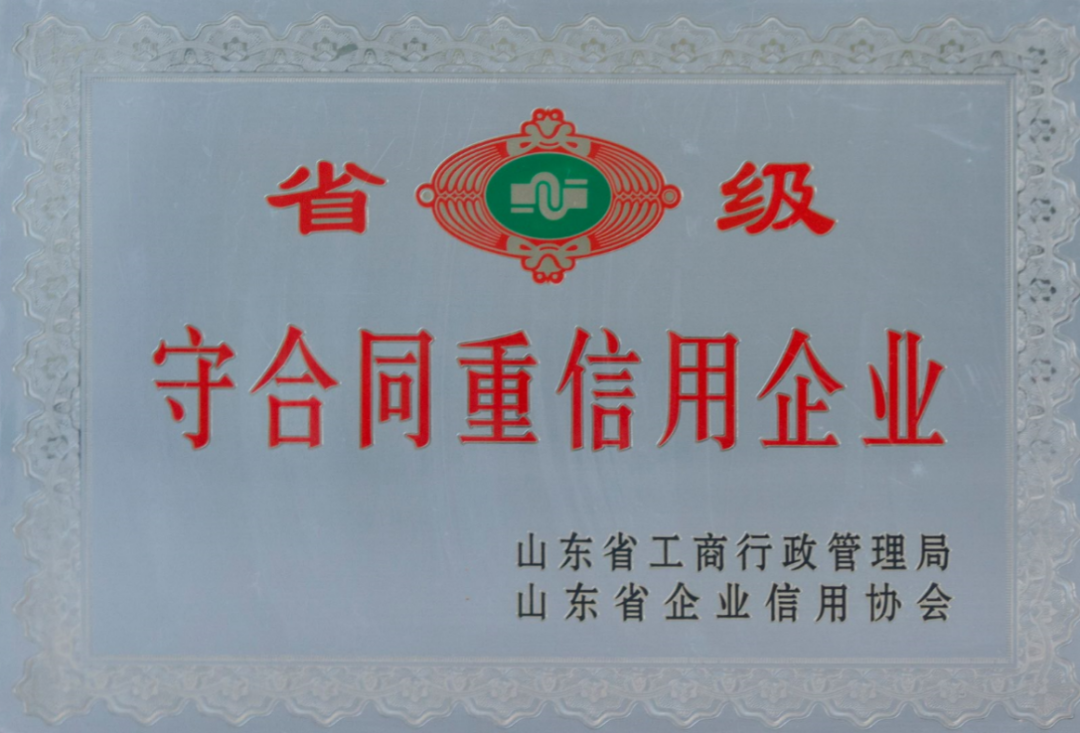 省级
守合同重信用企业
山东省工商行政管理局
山东省企业信用协会